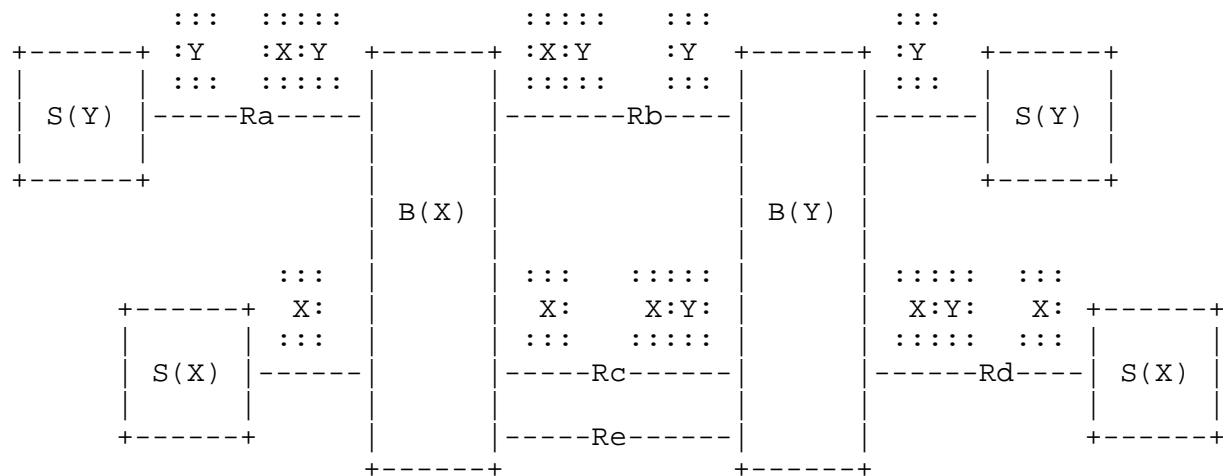 :::   :::::             :::::    :::            :::
+------+  :Y    :X:Y  +-------+ :X:Y     :Y  +-------+ :Y    +-------+
|       |  :::   :::::  |       | :::::    :::  |       | :::   |       |
| S(Y)  |-----Ra-----|       |-------Rb----|       |------| S(Y)  |
|       |            |       |             |       |      |       |
+------+             |       |             |       |      +-------+
                     | B(X)  |             | B(Y)  |
                :::  |       | :::   ::::: |       | :::::  :::
      +-------+  X:  |       |  X:    X:Y: |       |  X:Y:   X: +-------+
      |       | :::  |       | :::   ::::: |       | :::::  ::: |       |
      | S(X)  |------|       |-----Rc------|       |------Rd----| S(X)  |
      |       |      |       |             |       |            |       |
      +-------+      |       |-----Re------|       |            +-------+
                     +-------+             +-------+